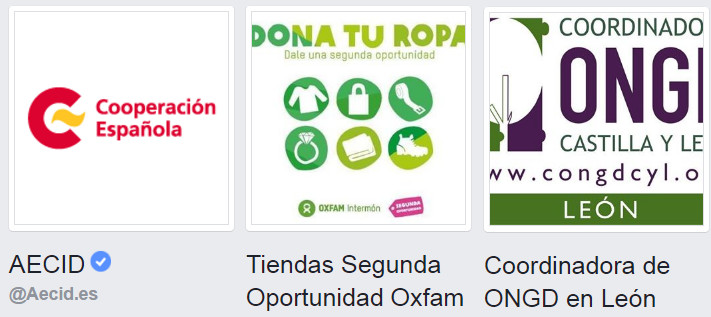 Cooperación
Española
DONA TU ROPA
Dale una segunda oportunidad
OXFAM Intermón
SEGUNDA
oportunidad
COORDINADO
ONG
CASTILLA Y LE
www.congdcyl.o
LEÓN
AECID
@Aecid.es
Tiendas Segunda
Oportunidad Oxfam
Coordinadora de
ONGD en León